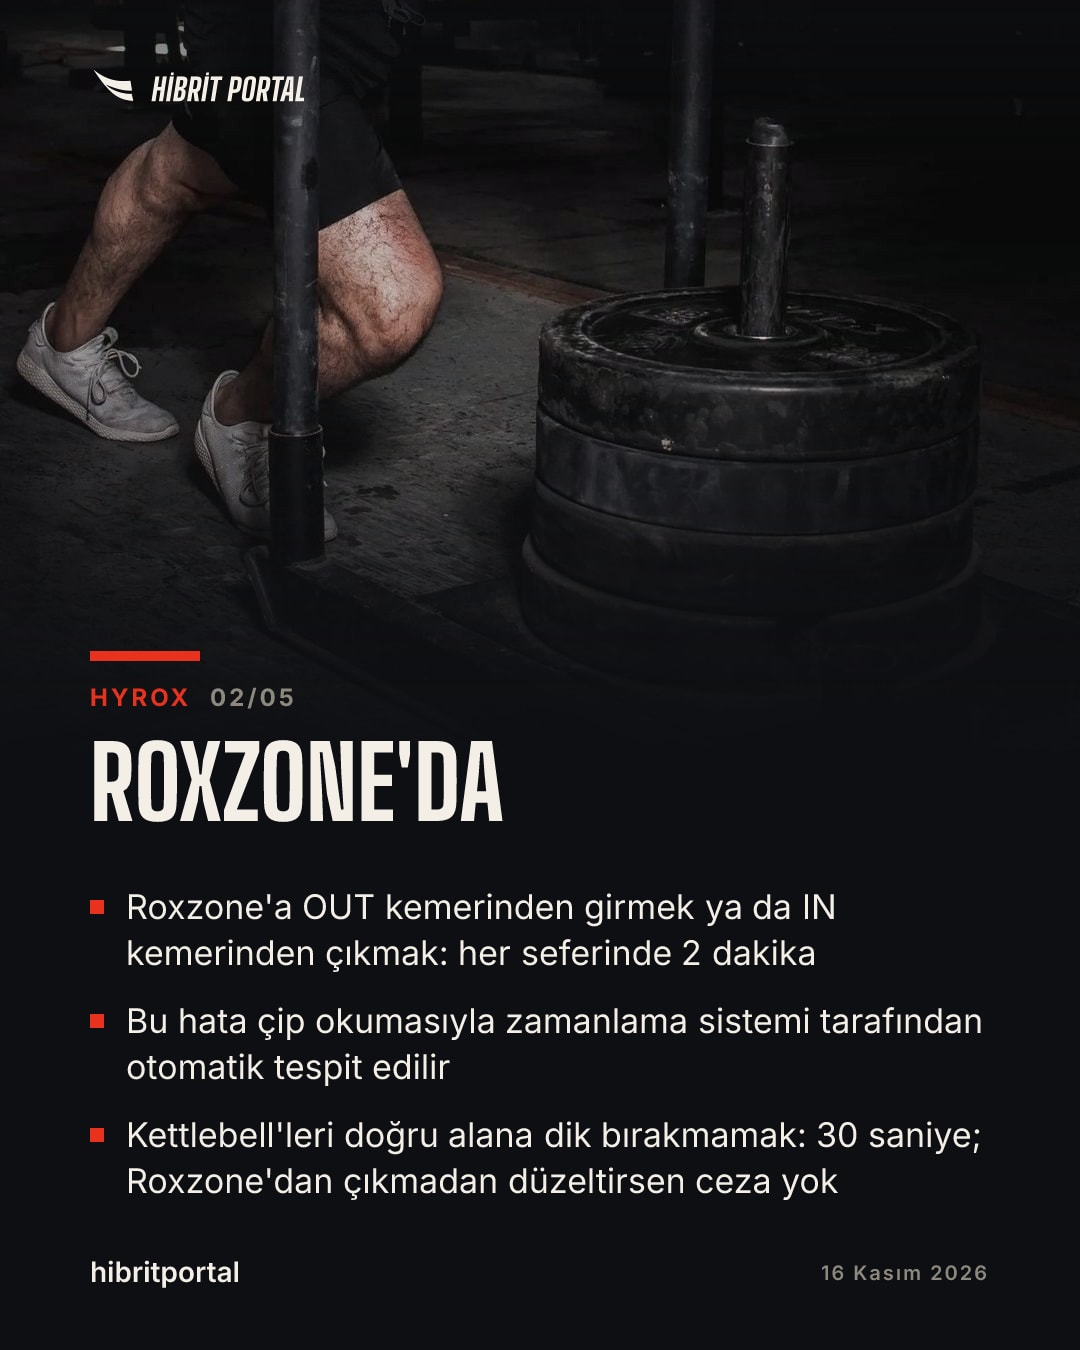 HİBRİT PORTAL
HYROX 02/05
ROXZONE'DA
Roxzone'a OUT kemerinden girmek ya da IN
kemerinden çıkmak: her seferinde 2 dakika
Bu hata çip okumasıyla zamanlama sistemi tarafından
otomatik tespit edilir
Kettlebell'leri doğru alana dik bırakmamak: 30 saniye;
Roxzone'dan çıkmadan düzeltirsen ceza yok
hibritportal
16 Kasım 2026